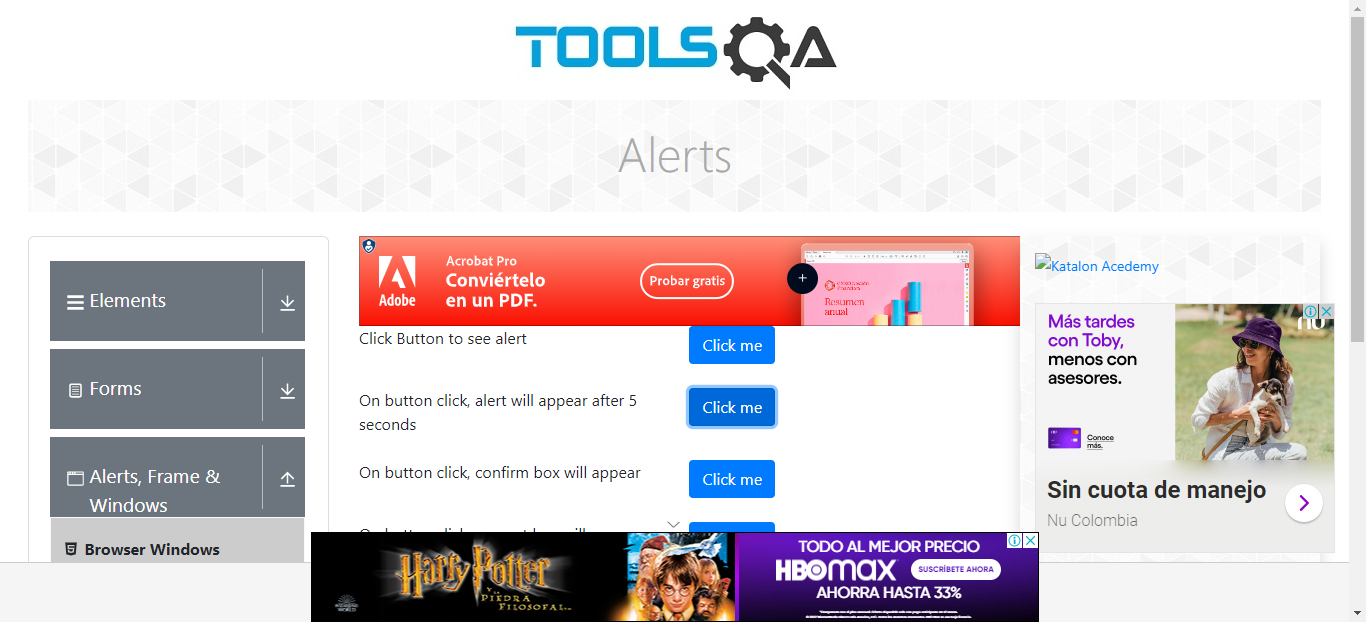 TOOLSQA
Alerts
Elements
Forms
Alerts, Frame &
Windows
Browser Windows
Adobe
Acrobat Pro
Conviértelo
en un PDF.
Probar gratis
Resumen
anual
Click Button to see alert
Click me
On button click, alert will appear after 5
seconds
Click me
On button click, confirm box will appear
Click me
Katalon Acedemy
Más tardes
con Toby,
menos con
asesores.
Conoce
más.
nu
Sin cuota de manejo
Nu Colombia
Harry Potter
Y LA
PIEDRA
FILOSOFAL
TODO AL MEJOR PRECIO
HBOmax
SUSCRÍBETE AHORA
AHORRA HASTA 33%